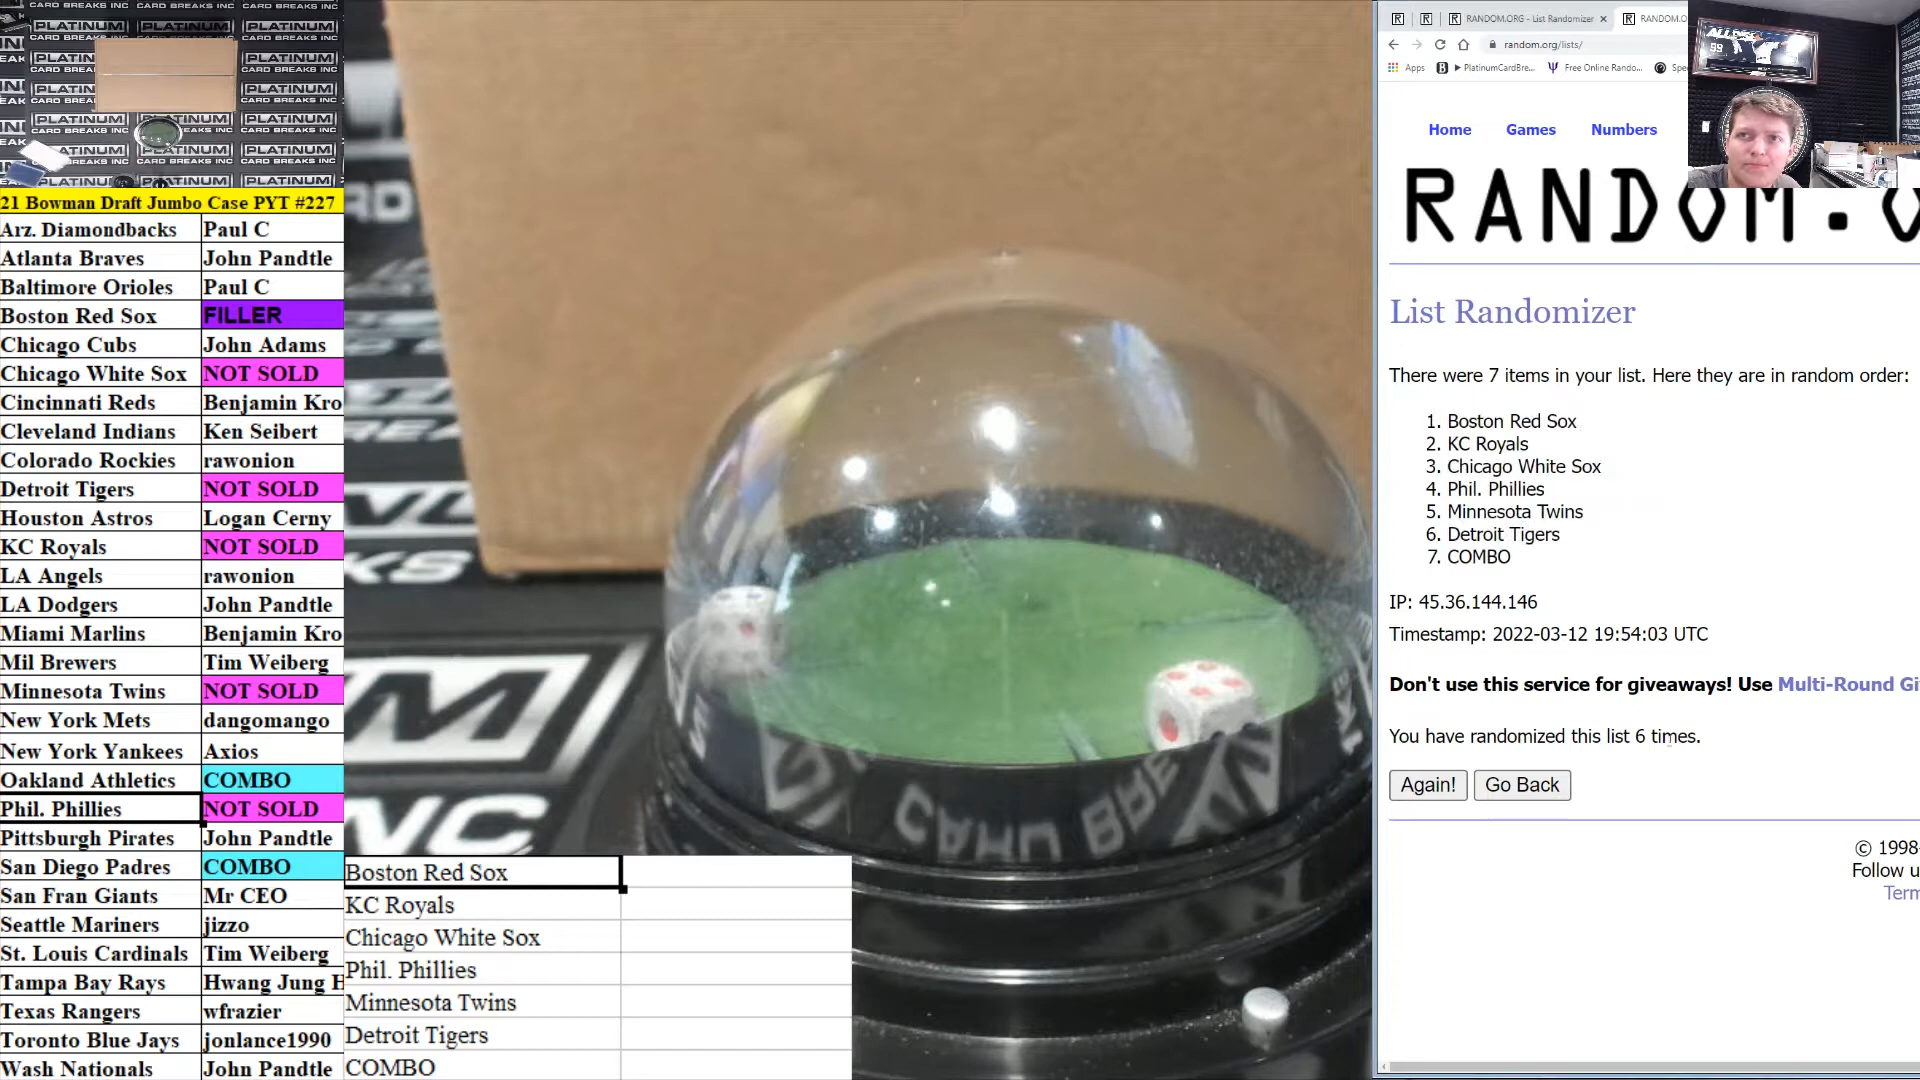 PLATINUM
CARD BREAKS INC
21 Bowman Draft Jumbo Case PYT #227
Arz. Diamondbacks Paul C
Atlanta Braves John Pandtle
Baltimore Orioles Paul C
Boston Red Sox FILLER
Chicago Cubs John Adams
Chicago White Sox NOT SOLD
Cincinnati Reds Benjamin Kro
Cleveland Indians Ken Seibert
Colorado Rockies rawonion
Detroit Tigers NOT SOLD
Houston Astros Logan Cerny
KC Royals NOT SOLD
LA Angels rawonion
LA Dodgers John Pandtle
Miami Marlins Benjamin Kro
Mil Brewers Tim Weiberg
Minnesota Twins NOT SOLD
New York Mets dangomango
New York Yankees Axios
Oakland Athletics COMBO
Phil. Phillies NOT SOLD
Pittsburgh Pirates John Pandtle
San Diego Padres COMBO
San Fran Giants Mr CEO
Seattle Mariners jizzo
St. Louis Cardinals Tim Weiberg
Tampa Bay Rays Hwang Jung H
Texas Rangers wfrazier
Toronto Blue Jays jonlance1990
Wash Nationals John Pandtle
Boston Red Sox
KC Royals
Chicago White Sox
Phil. Phillies
Minnesota Twins
Detroit Tigers
COMBO
RANDOM.ORG - List Randomizer
RANDOM.O
random.org/lists/
Apps PlatinumCardBre... Free Online Rando... Spe
Home Games Numbers
RANDOM.O
List Randomizer
There were 7 items in your list. Here they are in random order:
1. Boston Red Sox
2. KC Royals
3. Chicago White Sox
4. Phil. Phillies
5. Minnesota Twins
6. Detroit Tigers
7. COMBO
IP: 45.36.144.146
Timestamp: 2022-03-12 19:54:03 UTC
Don't use this service for giveaways! Use Multi-Round Gi
You have randomized this list 6 times.
Again! Go Back
© 1998-
Follow u
Term